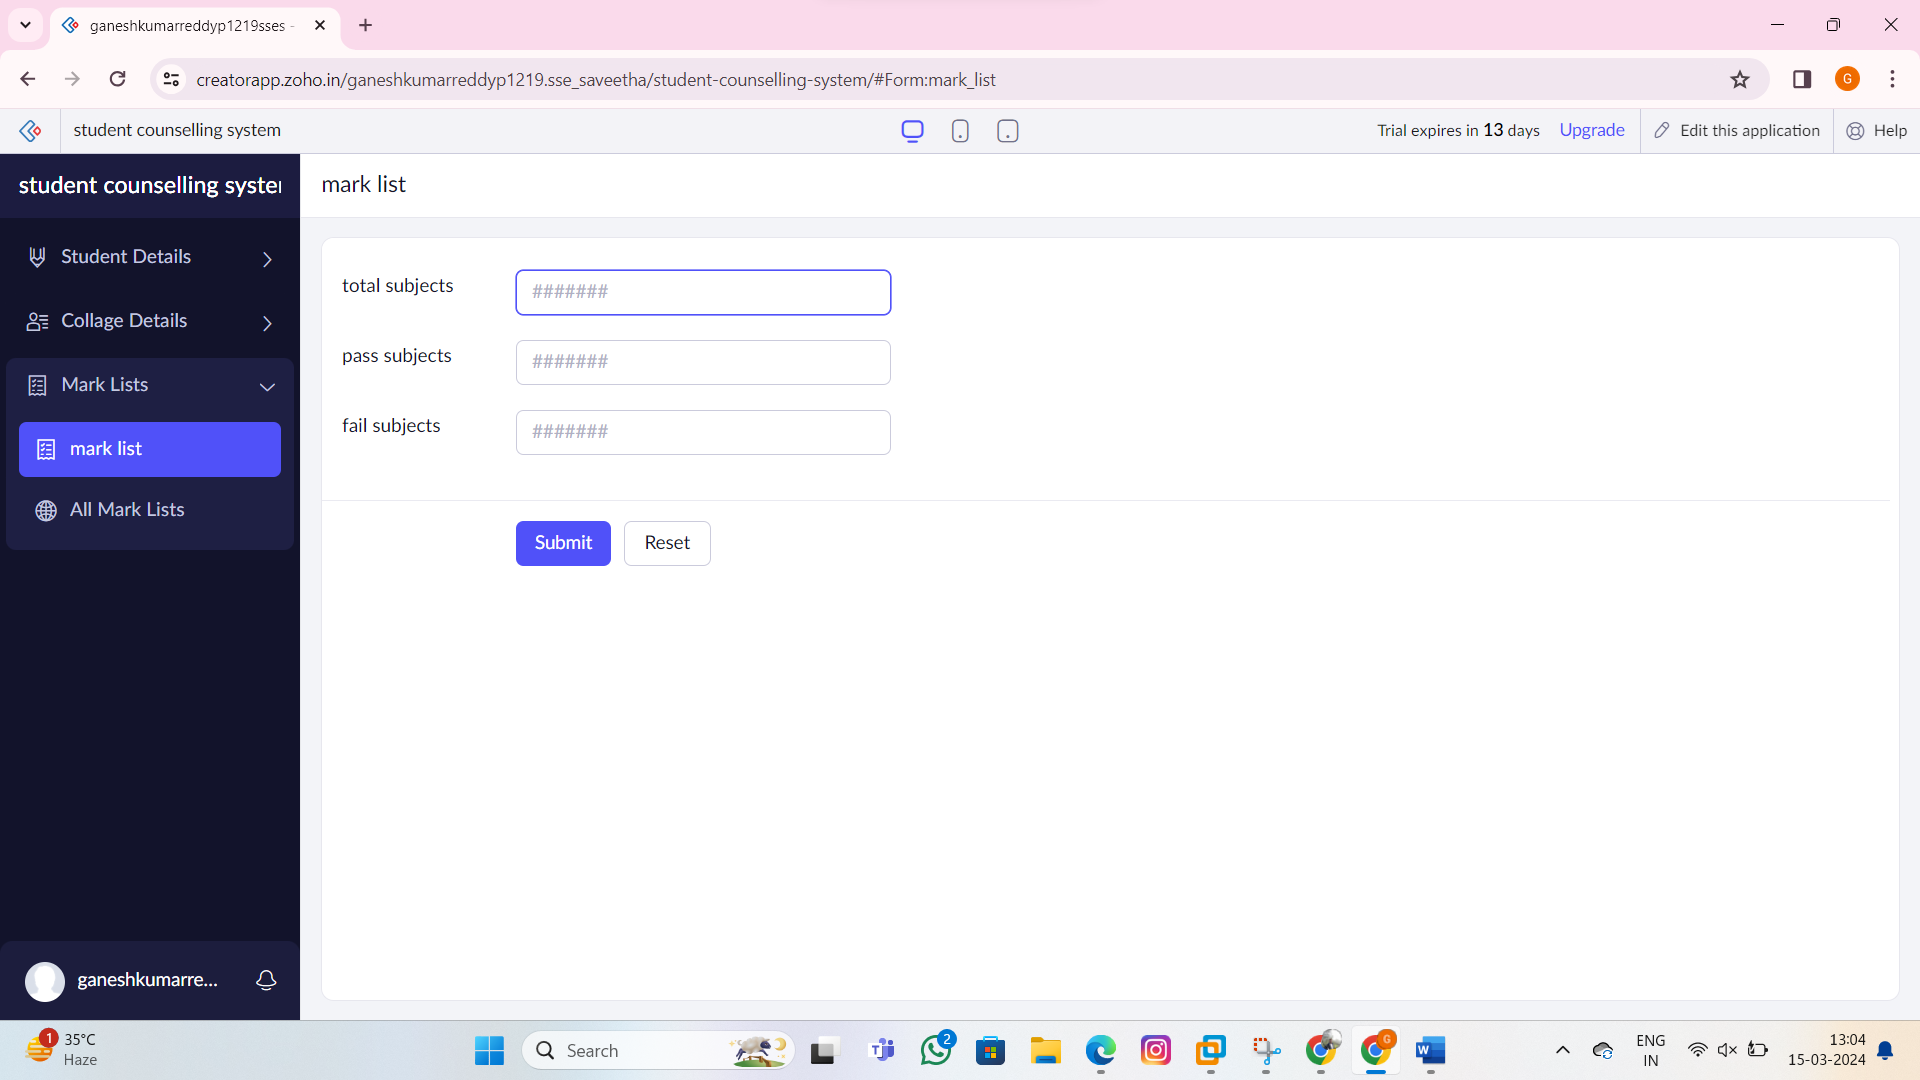 ganeshkumarreddyp1219sses -
creatorapp.zoho.in/ganeshkumarreddyp1219.sse_saveetha/student-counselling-system/#Form:mark_list
G
student counselling system
Trial expires in 13 days Upgrade Edit this application Help
student counselling syster
mark list
Student Details
Collage Details
Mark Lists
mark list
All Mark Lists
total subjects #######
pass subjects #######
fail subjects #######
Submit Reset
ganeshkumarre...
1
35°C
Haze
Search
2
G
W
ENG
IN
13:04
15-03-2024